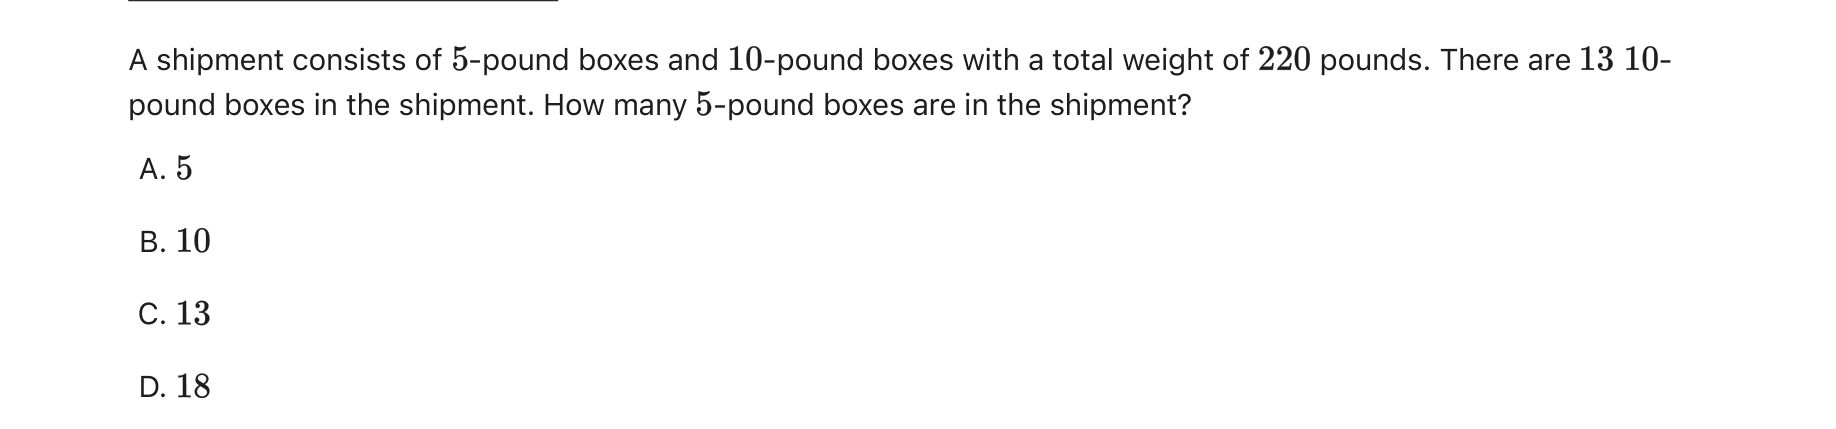 A shipment consists of 5-pound boxes and 10-pound boxes with a total weight of 220 pounds. There are 13 10-
pound boxes in the shipment. How many 5-pound boxes are in the shipment?
A. 5
B. 10
C. 13
D. 18